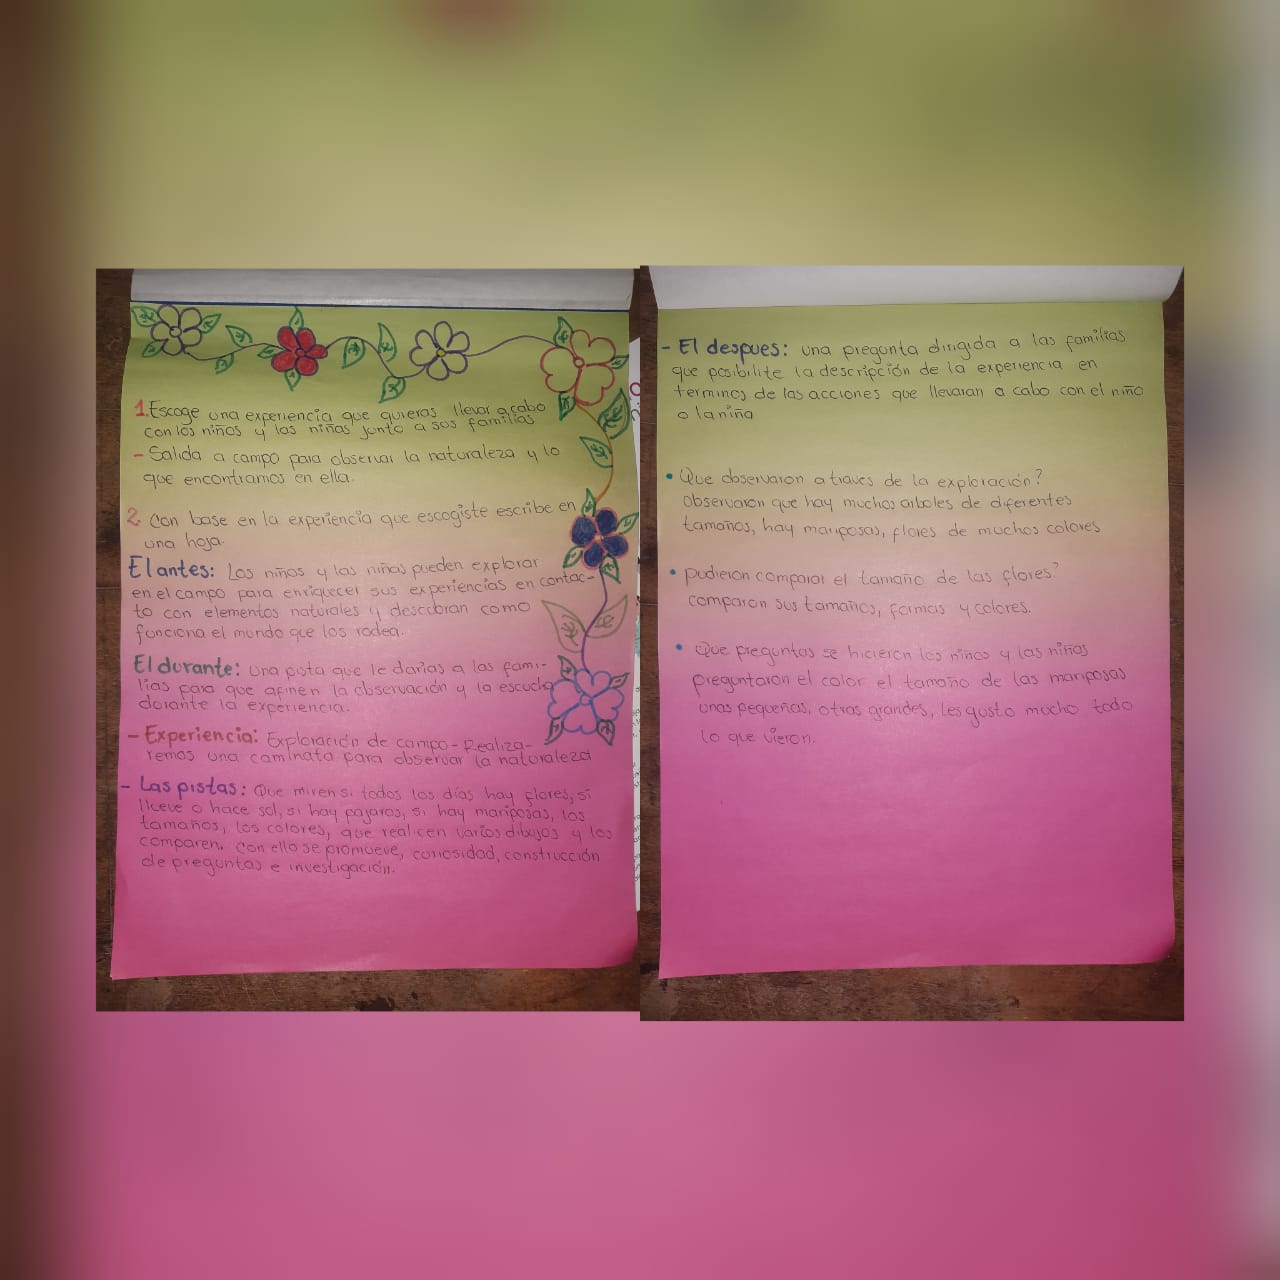 1. Escoge una experiencia que quieras llevar a cabo
con los niños y las niñas junto a sus familias
- Salida a campo para observar la naturaleza y lo
que encontramos en ella.
2. Con base en la experiencia que escogiste escribe en
una hoja.
El antes: Los niños y las niñas pueden explorar
en el campo para enriquecer sus experiencias en contac-
to con elementos naturales y descubran como
funciona el mundo que los rodea.
El durante: Una pista que le darias a las fami-
lias para que afinen la observación y la escucha
durante la experiencia.
- Experiencia: Exploración de campo - Realiza-
remos una caminata para observar la naturaleza
- Las pistas: Que miren si todos los días hay flores, si
llueve o hace sol, si hay pajaros, si hay mariposas, los
tamaños, los colores, que realicen varios dibujos y los
comparen. Con ello se promueve, curiosidad, construcción
de preguntas e investigación.
- El despues: una pregunta dirigida a las familias
que posibilite la descripción de la experiencia en
terminos de las acciones que llevaran a cabo con el niño
o la niña
• Que observaron a traves de la exploración?
observaron que hay muchos arboles de diferentes
tamaños, hay mariposas, flores de muchos colores
• pudieron comparar el tamaño de las flores?
comparon sus tamaños, formas y colores.
• Que preguntas se hicieron los niños y las niñas
preguntaron el color el tamaño de las mariposas
unas pequeñas, otras grandes, les gusto mucho todo
lo que vieron.